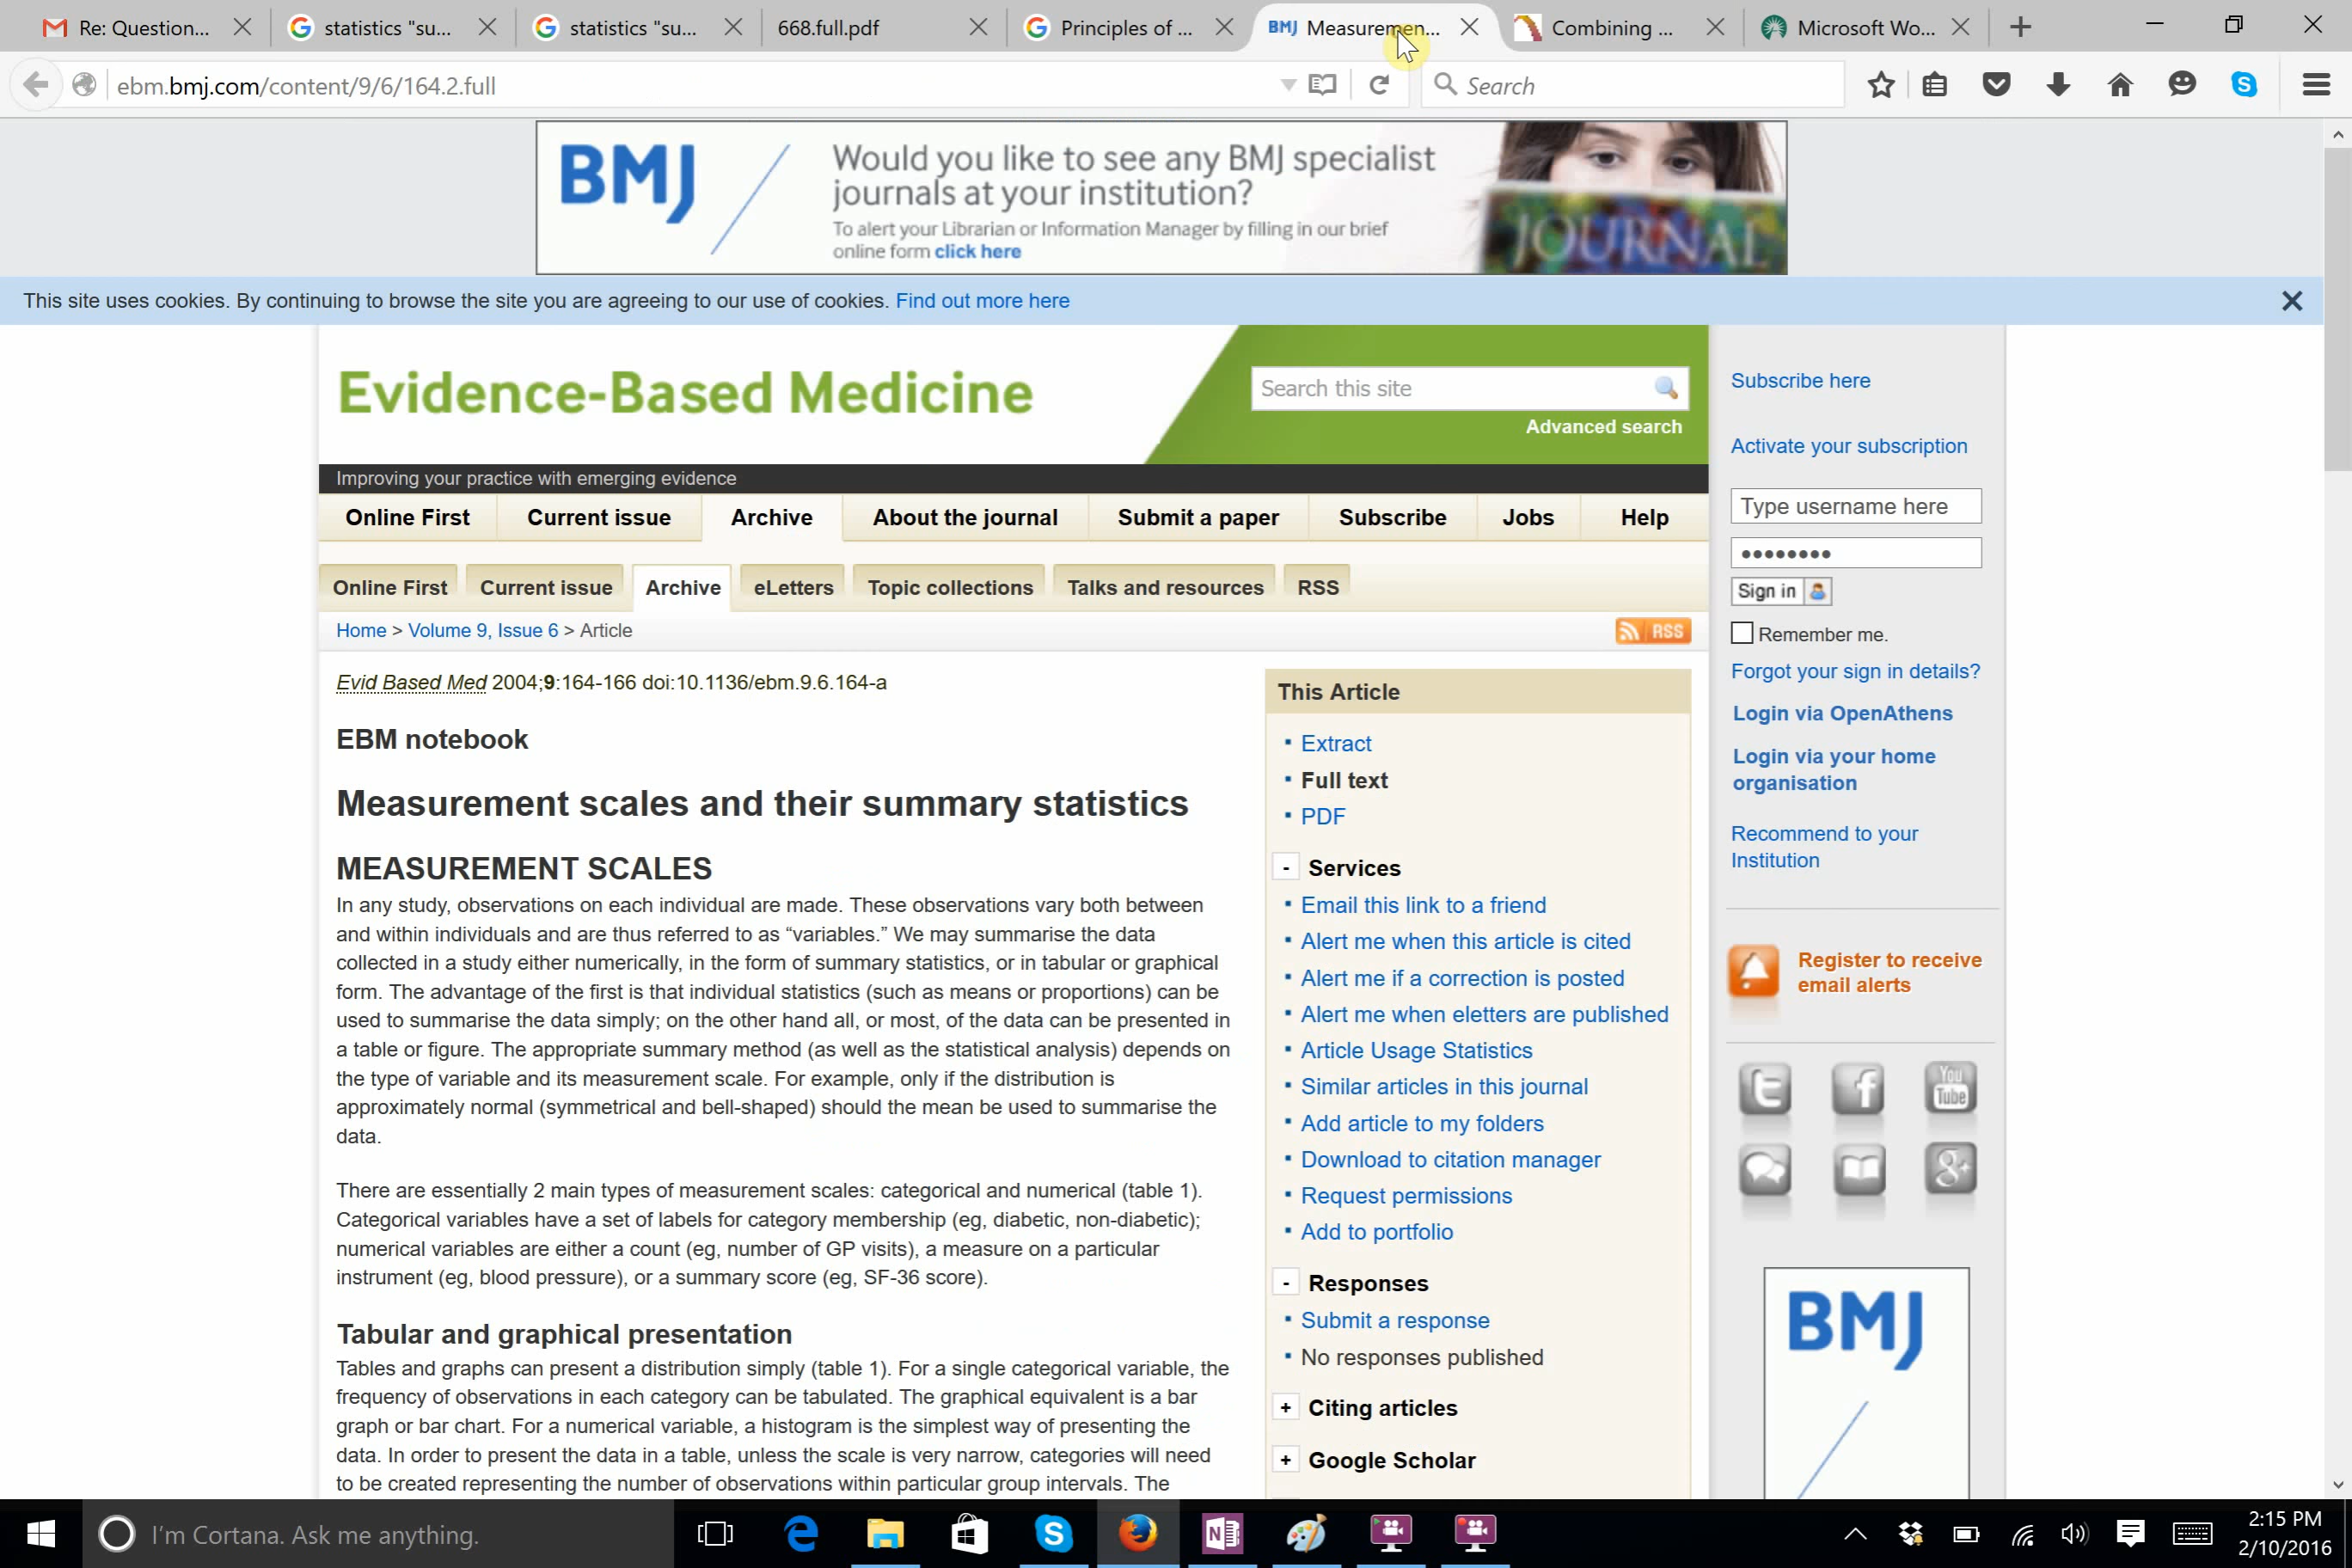 Re: Question...
statistics "su...
statistics "su...
668.full.pdf
Principles of ...
BMJ Measuremen...
Combining ...
Microsoft Wo...
ebm.bmj.com/content/9/6/164.2.full
Search
BMJ
Would you like to see any BMJ specialist
journals at your institution?
To alert your Librarian or Information Manager by filling in our brief
online form click here
JOURNAL
This site uses cookies. By continuing to browse the site you are agreeing to our use of cookies. Find out more here
Evidence-Based Medicine
Search this site
Advanced search
Improving your practice with emerging evidence
Online First Current issue Archive About the journal Submit a paper Subscribe Jobs Help
Online First Current issue Archive eLetters Topic collections Talks and resources RSS
Home > Volume 9, Issue 6 > Article
RSS
Evid Based Med 2004;9:164-166 doi:10.1136/ebm.9.6.164-a
EBM notebook
Measurement scales and their summary statistics
MEASUREMENT SCALES
In any study, observations on each individual are made. These observations vary both between
and within individuals and are thus referred to as “variables.” We may summarise the data
collected in a study either numerically, in the form of summary statistics, or in tabular or graphical
form. The advantage of the first is that individual statistics (such as means or proportions) can be
used to summarise the data simply; on the other hand all, or most, of the data can be presented in
a table or figure. The appropriate summary method (as well as the statistical analysis) depends on
the type of variable and its measurement scale. For example, only if the distribution is
approximately normal (symmetrical and bell-shaped) should the mean be used to summarise the
data.
There are essentially 2 main types of measurement scales: categorical and numerical (table 1).
Categorical variables have a set of labels for category membership (eg, diabetic, non-diabetic);
numerical variables are either a count (eg, number of GP visits), a measure on a particular
instrument (eg, blood pressure), or a summary score (eg, SF-36 score).
Tabular and graphical presentation
Tables and graphs can present a distribution simply (table 1). For a single categorical variable, the
frequency of observations in each category can be tabulated. The graphical equivalent is a bar
graph or bar chart. For a numerical variable, a histogram is the simplest way of presenting the
data. In order to present the data in a table, unless the scale is very narrow, categories will need
to be created representing the number of observations within particular group intervals. The
This Article
Extract
Full text
PDF
- Services
Email this link to a friend
Alert me when this article is cited
Alert me if a correction is posted
Alert me when eletters are published
Article Usage Statistics
Similar articles in this journal
Add article to my folders
Download to citation manager
Request permissions
Add to portfolio
- Responses
Submit a response
No responses published
+ Citing articles
+ Google Scholar
Subscribe here
Activate your subscription
Type username here
••••••••
Sign in
Remember me.
Forgot your sign in details?
Login via OpenAthens
Login via your home
organisation
Recommend to your
Institution
Register to receive
email alerts
You
Tube
BMJ
I'm Cortana. Ask me anything.
2:15 PM
2/10/2016